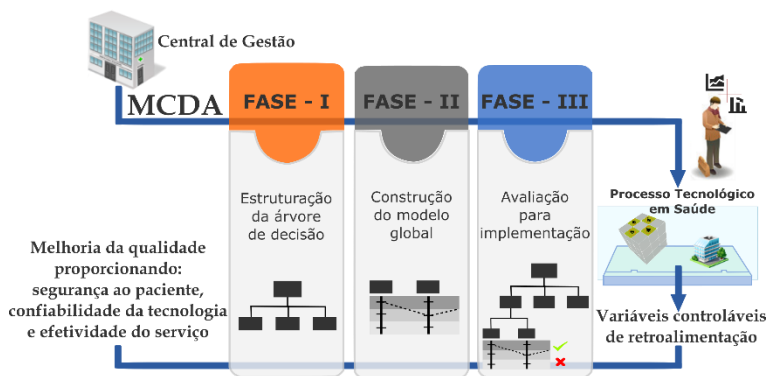 Central de Gestão
MCDA
FASE - I
FASE - II
FASE - III
Estruturação
da árvore
de decisão
Construção
do modelo
global
Avaliação
para
implementação
Processo Tecnológico
em Saúde
Variáveis controláveis
de retroalimentação
Melhoria da qualidade
proporcionando:
segurança ao paciente,
confiabilidade da tecnologia
e efetividade do serviço